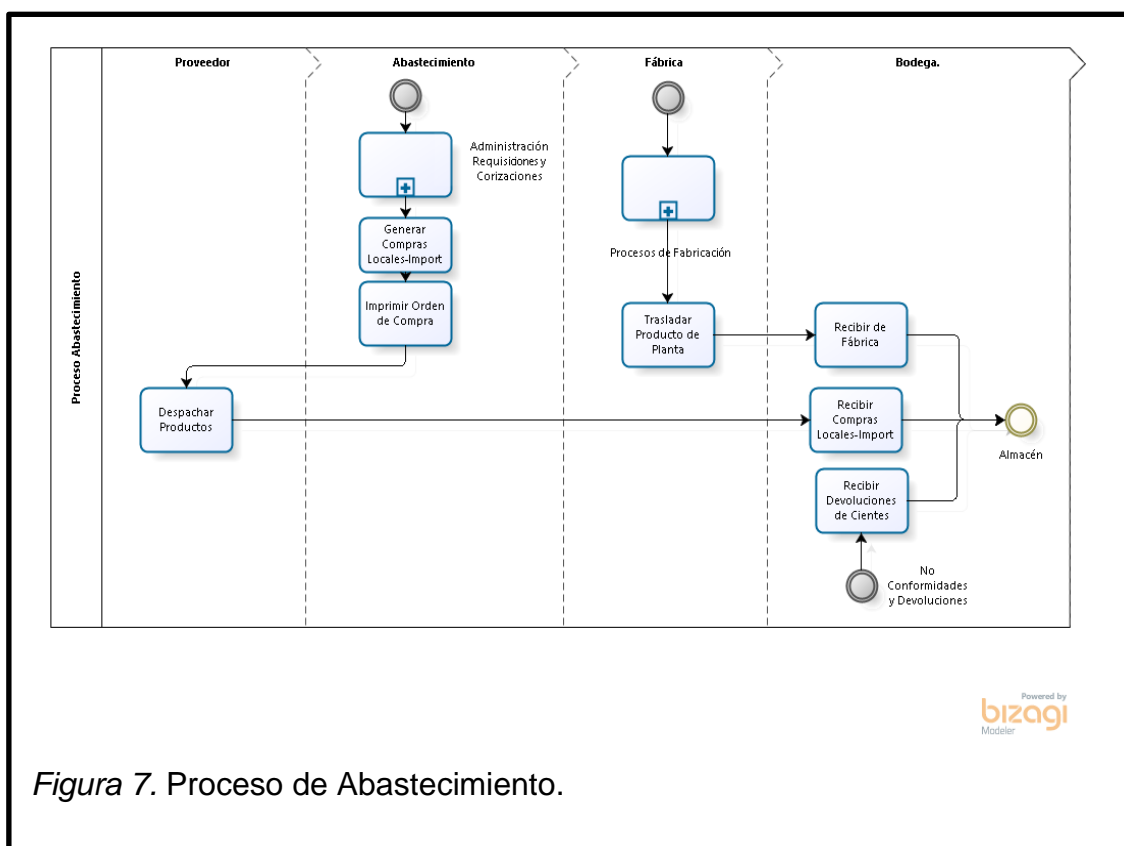 Proveedor
Abastecimiento
Fábrica
Bodega.
Proceso Abastecimiento
Administración
Requisiciones y
Corizaciones
Generar
Compras
Locales-Import
Imprimir Orden
de Compra
Procesos de Fabricación
Trasladar
Producto de
Planta
Recibir de
Fábrica
Despachar
Productos
Recibir
Compras
Locales-Import
Almacén
Recibir
Devoluciones
de Cientes
No
Conformidades
y Devoluciones
Powered by
bizagi
Modeler
Figura 7. Proceso de Abastecimiento.